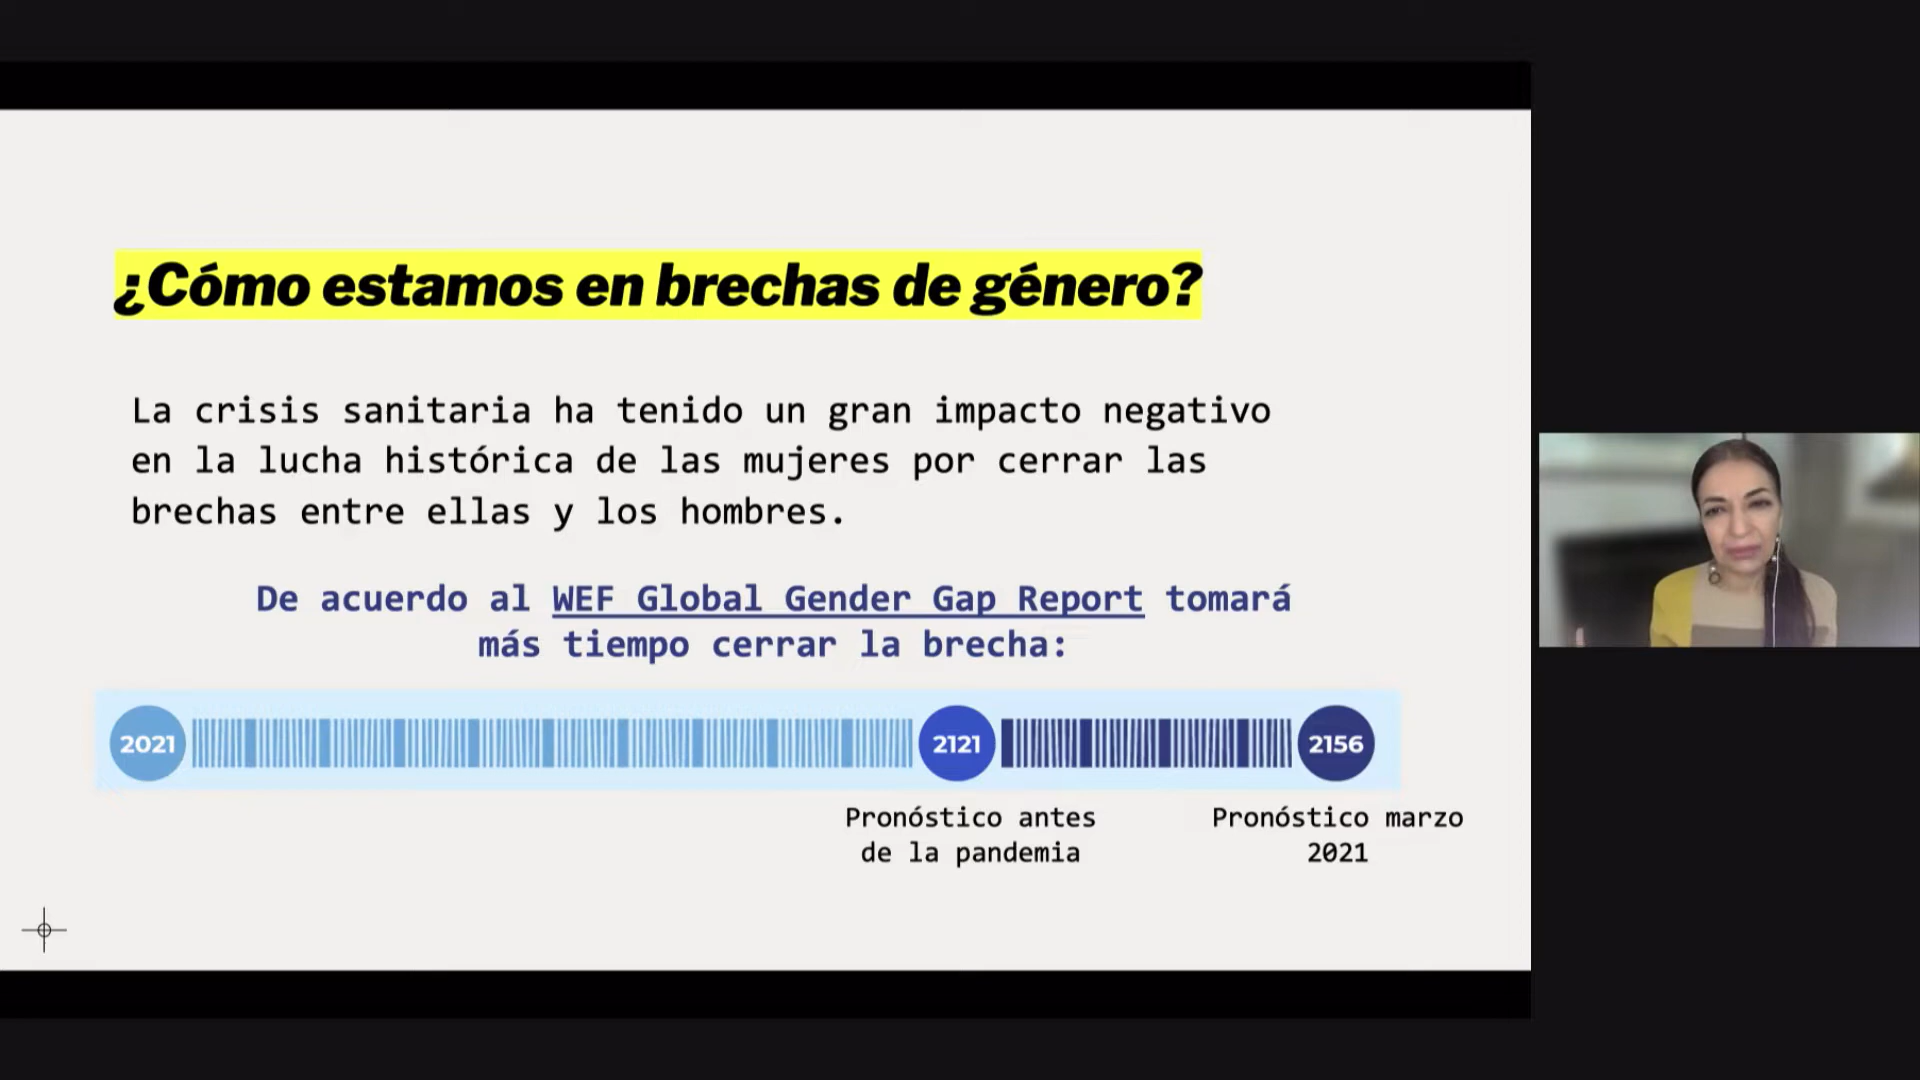 ¿Cómo estamos en brechas de género?
La crisis sanitaria ha tenido un gran impacto negativo
en la lucha histórica de las mujeres por cerrar las
brechas entre ellas y los hombres.
De acuerdo al WEF Global Gender Gap Report tomará
más tiempo cerrar la brecha:
2021 2121 2156
Pronóstico antes
de la pandemia
Pronóstico marzo
2021